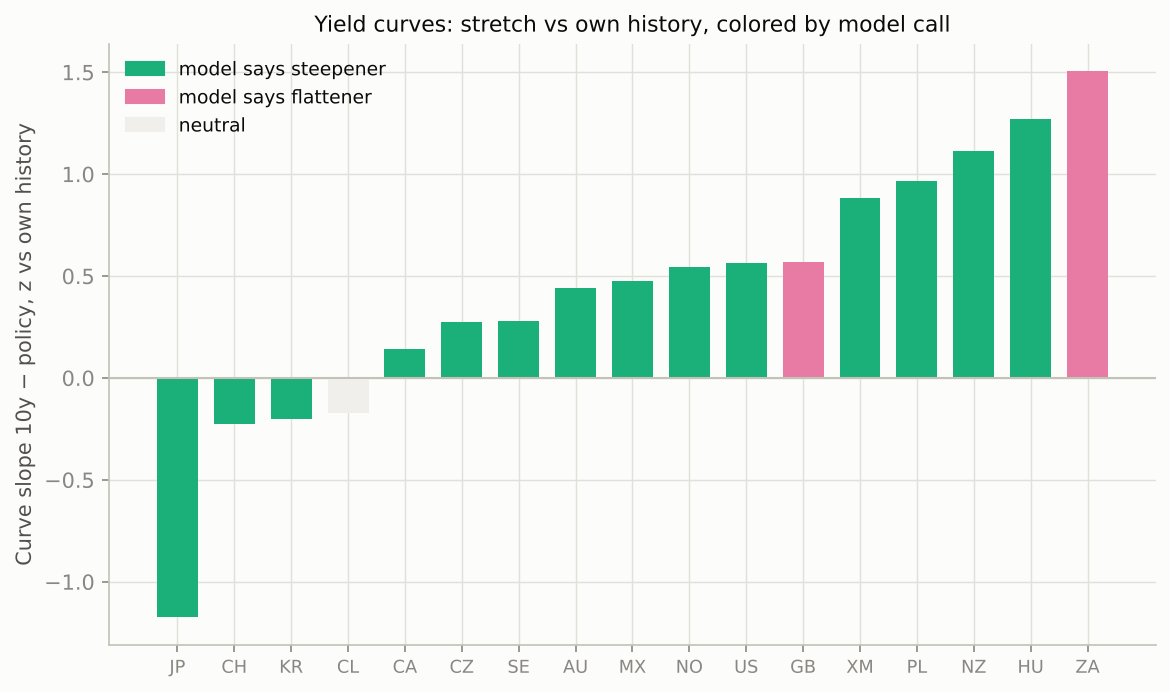 Yield curves: stretch vs own history, colored by model call
model says steepener
model says flattener
neutral
Curve slope 10y − policy, z vs own history
1.5
1.0
0.5
0.0
−0.5
−1.0
JP CH KR CL CA CZ SE AU MX NO US GB XM PL NZ HU ZA